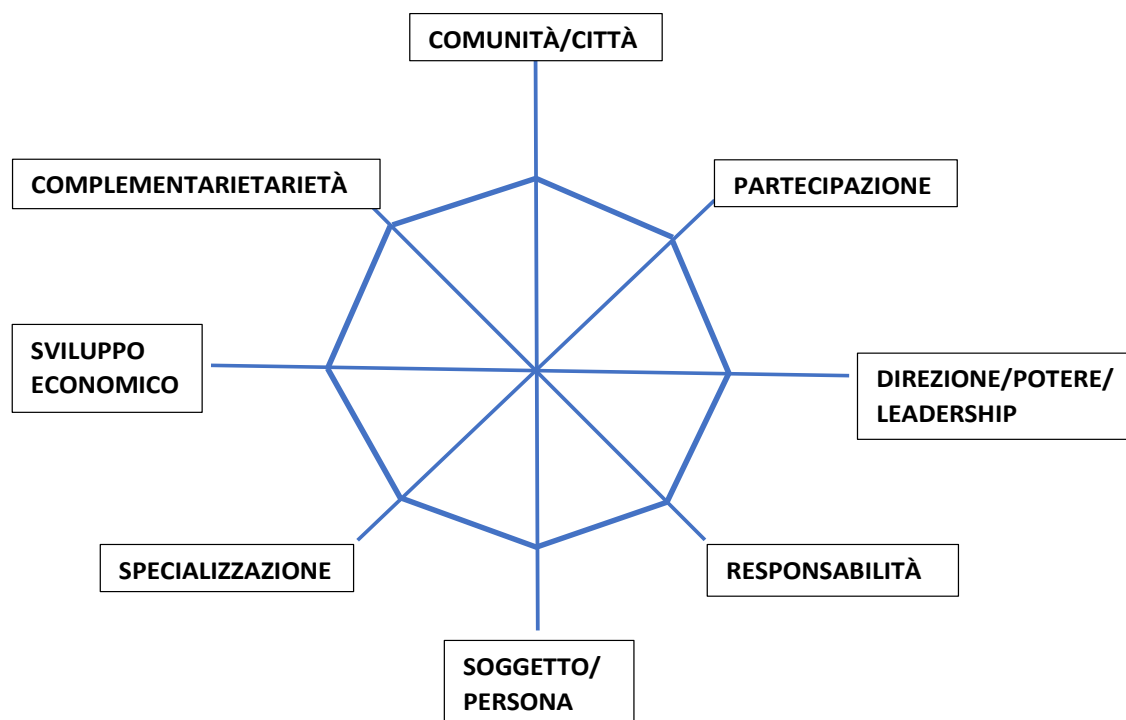 COMUNITÀ/CITTÀ
COMPLEMENTARIETARIETÀ
PARTECIPAZIONE
SVILUPPO
ECONOMICO
DIREZIONE/POTERE/
LEADERSHIP
SPECIALIZZAZIONE
RESPONSABILITÀ
SOGGETTO/
PERSONA